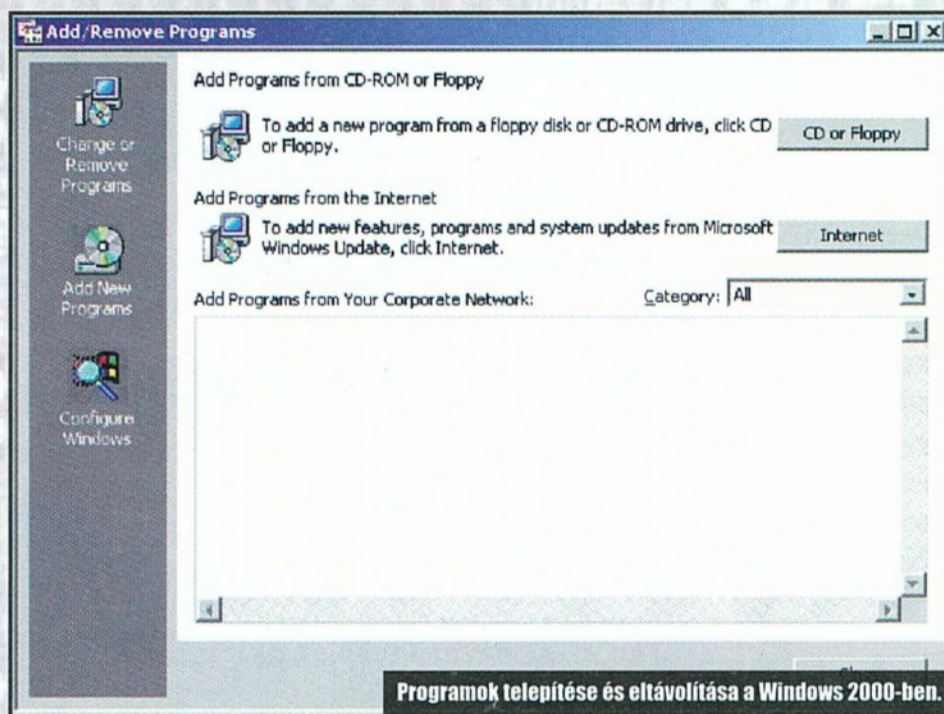 Add/Remove Programs
Change or
Remove
Programs
Add New
Programs
Configure
Windows
Add Programs from CD-ROM or Floppy
To add a new program from a floppy disk or CD-ROM drive, click CD
or Floppy.
CD or Floppy
Add Programs from the Internet
To add new features, programs and system updates from Microsoft
Windows Update, click Internet.
Internet
Add Programs from Your Corporate Network:
Category: All
Programok telepítése és eltávolítása a Windows 2000-ben.